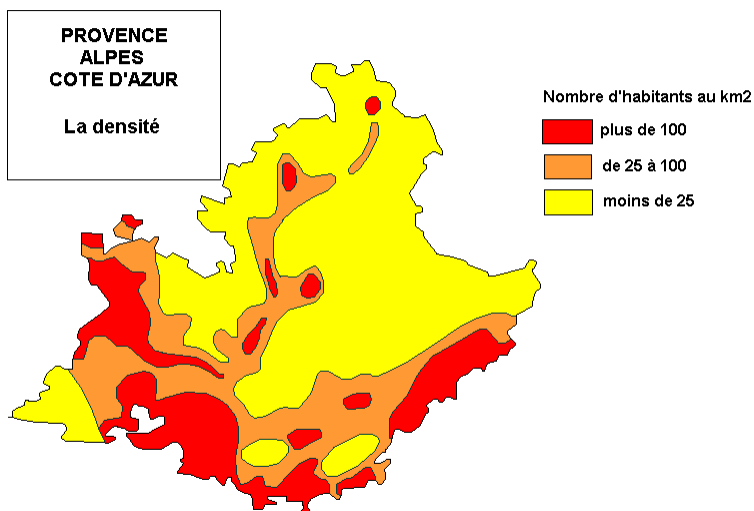 PROVENCE
ALPES
COTE D'AZUR
La densité
Nombre d'habitants au km2
plus de 100
de 25 à 100
moins de 25